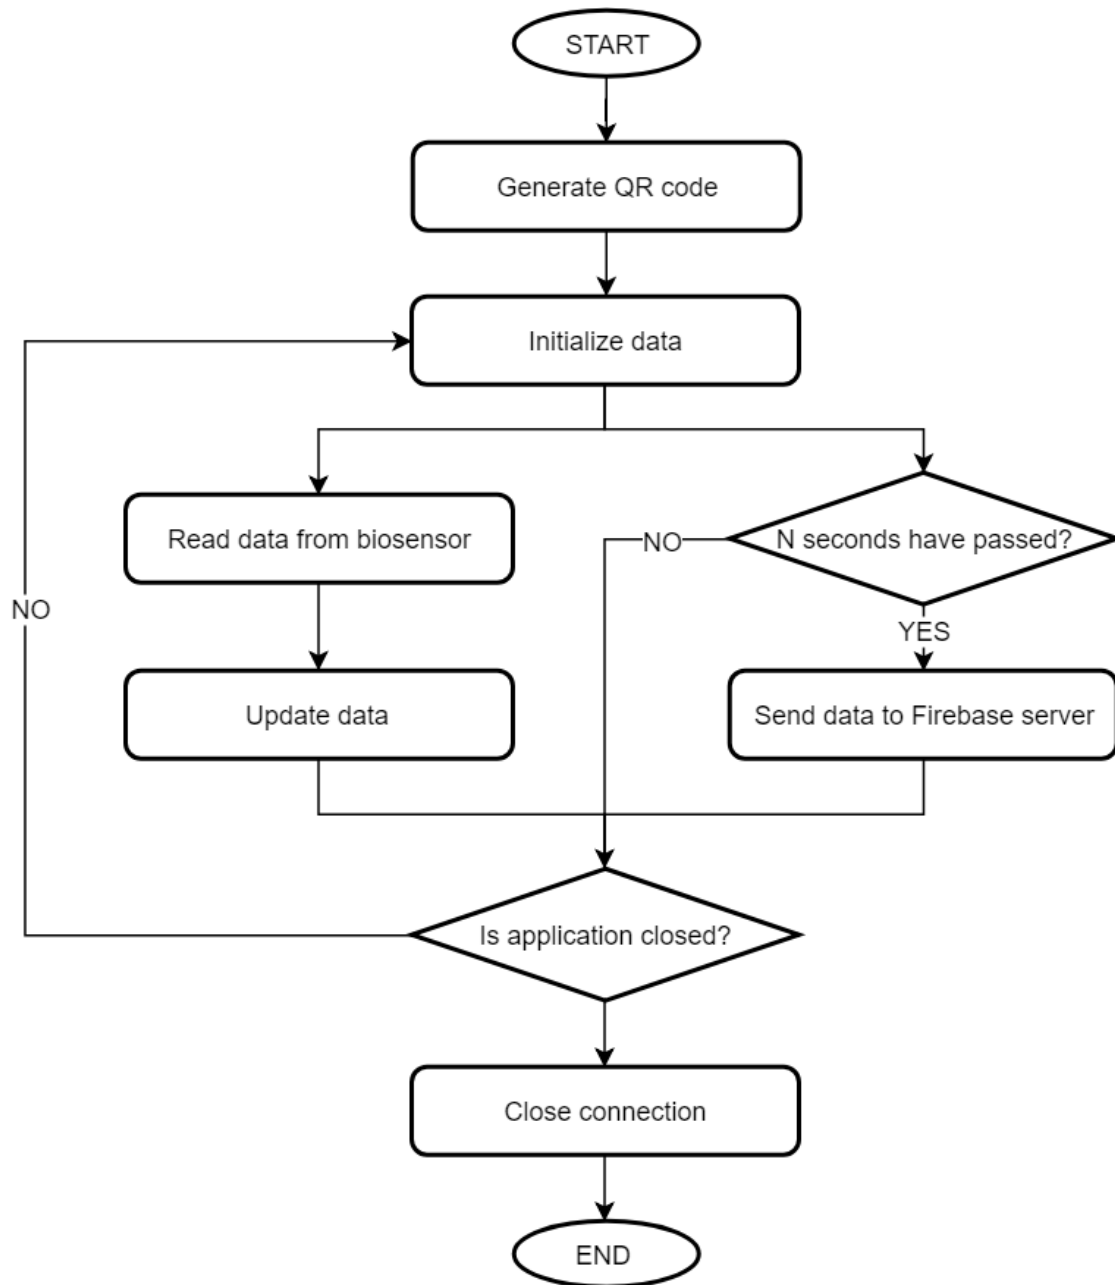 START
Generate QR code
Initialize data
Read data from biosensor
NO
N seconds have passed?
NO
YES
Update data
Send data to Firebase server
Is application closed?
Close connection
END